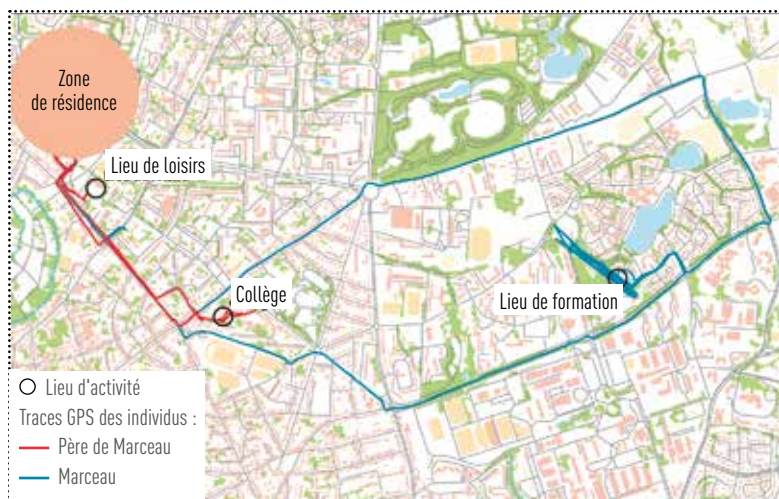 Zone
de résidence
Lieu de loisirs
Collège
Lieu de formation
Lieu d'activité
Traces GPS des individus :
Père de Marceau
Marceau